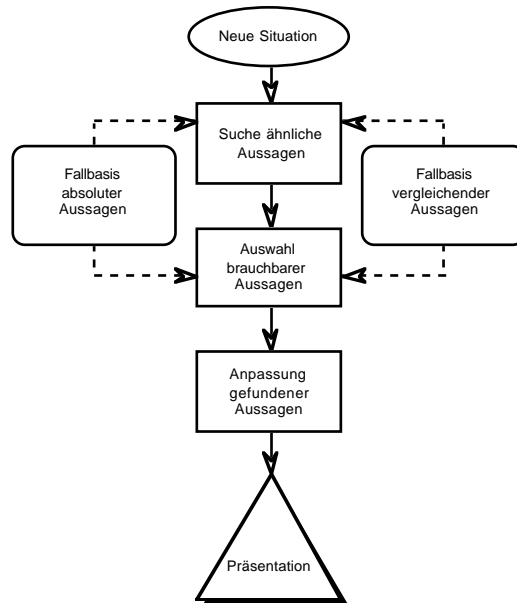 Neue Situation
Suche ähnliche
Aussagen
Fallbasis
absoluter
Aussagen
Fallbasis
vergleichender
Aussagen
Auswahl
brauchbarer
Aussagen
Anpassung
gefundener
Aussagen
Präsentation